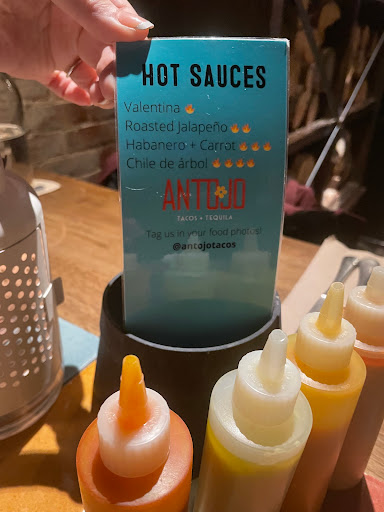 HOT SAUCES
Valentina 🔥
Roasted Jalapeño 🔥🔥
Habanero + Carrot 🔥🔥🔥
Chile de árbol 🔥🔥🔥🔥
ANTOJO
TACOS + TEQUILA
Tag us in your food photos!
@antojotacos